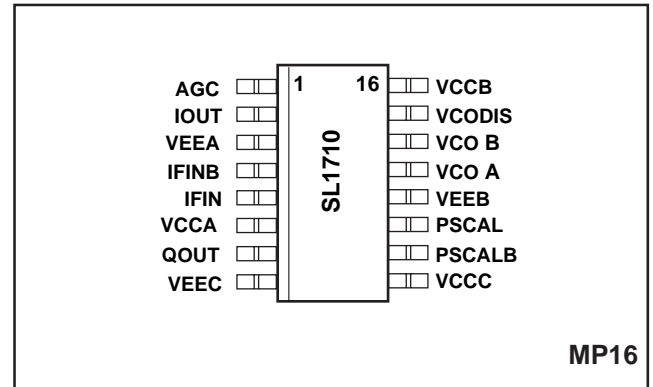 AGC 1 16 VCCB
IOUT VCODIS
VEEA VCO B
IFINB VCO A
IFIN VEEB
VCCA PSCAL
QOUT PSCALB
VEEC VCCC
SL1710
MP16